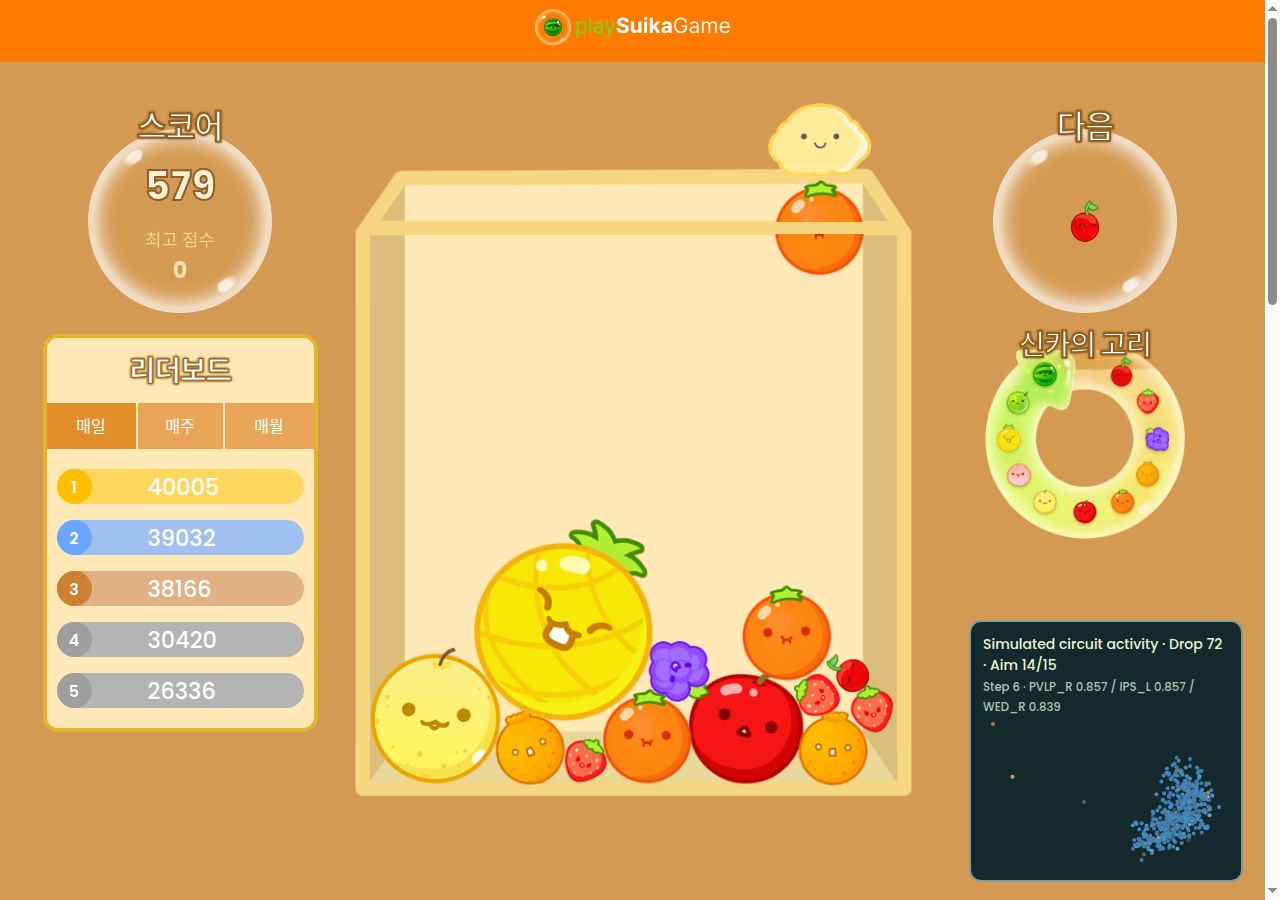 playSuikaGame
스코어
579
최고 점수
0
리더보드
매일
매주
매월
1 40005
2 39032
3 38166
4 30420
5 26336
다음
신카의 고리
Simulated circuit activity · Drop 72
· Aim 14/15
Step 6 · PVLP_R 0.857 / IPS_L 0.857 /
WED_R 0.839